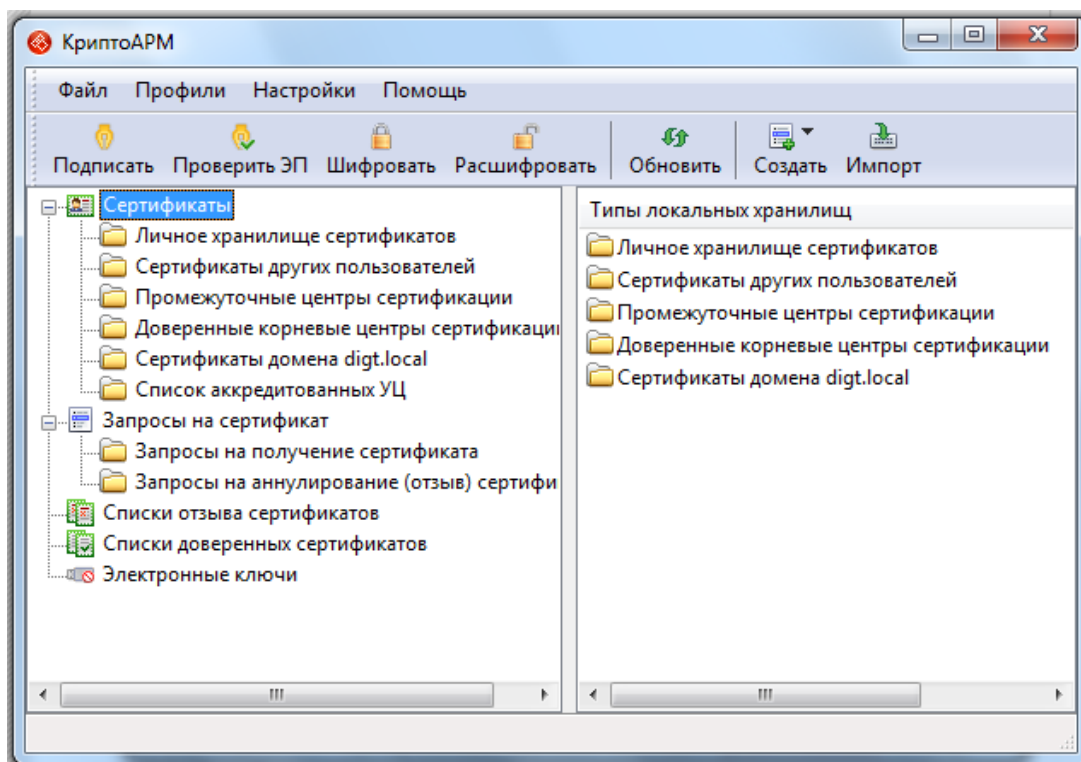 КриптоАРМ
Файл Профили Настройки Помощь
Подписать Проверить ЭП Шифровать Расшифровать Обновить Создать Импорт
Сертификаты
Личное хранилище сертификатов
Сертификаты других пользователей
Промежуточные центры сертификации
Доверенные корневые центры сертификации
Сертификаты домена digt.local
Список аккредитованных УЦ
Запросы на сертификат
Запросы на получение сертификата
Запросы на аннулирование (отзыв) сертифи
Списки отзыва сертификатов
Списки доверенных сертификатов
Электронные ключи
Типы локальных хранилищ
Личное хранилище сертификатов
Сертификаты других пользователей
Промежуточные центры сертификации
Доверенные корневые центры сертификации
Сертификаты домена digt.local